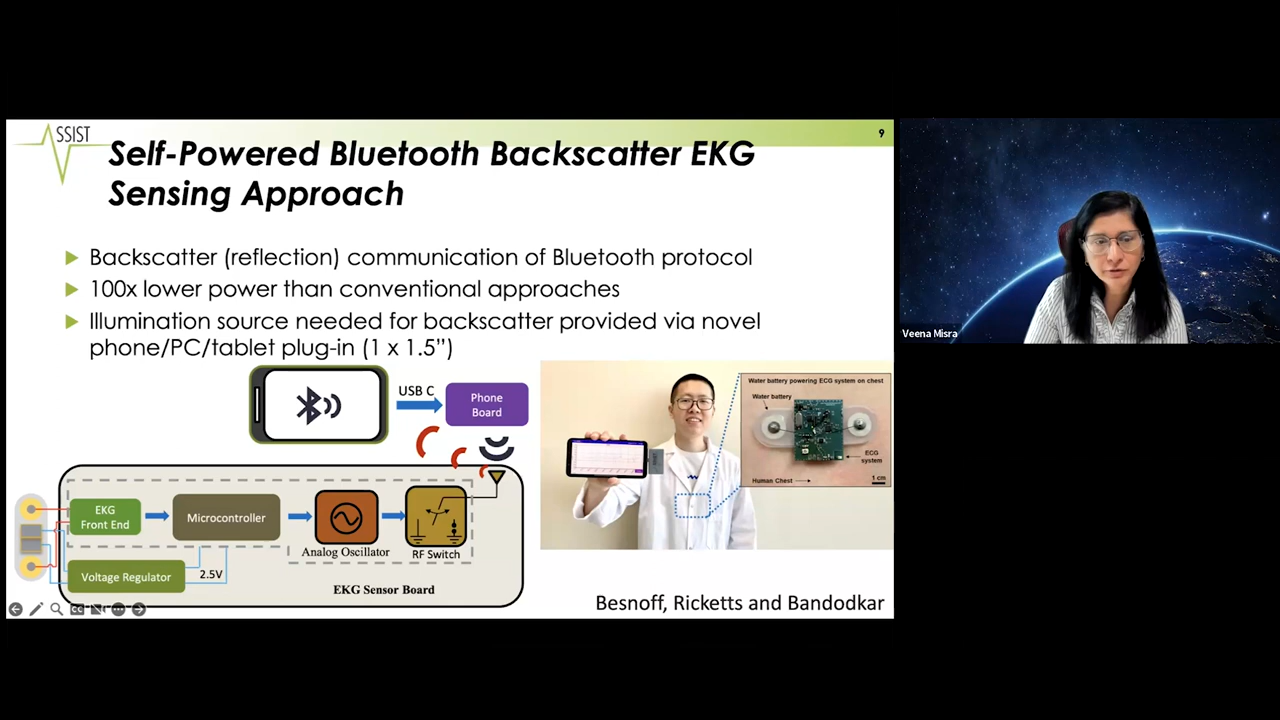 SSIST
9
Self-Powered Bluetooth Backscatter EKG
Sensing Approach
Backscatter (reflection) communication of Bluetooth protocol
100x lower power than conventional approaches
Illumination source needed for backscatter provided via novel
phone/PC/tablet plug-in (1 x 1.5”)
USB C
Phone
Board
EKG
Front End
Microcontroller
Analog Oscillator
RF Switch
Voltage Regulator
2.5V
EKG Sensor Board
Water battery powering ECG system on chest
Water battery
ECG
system
Human Chest
1 cm
Besnoff, Ricketts and Bandodkar
Veena Misra